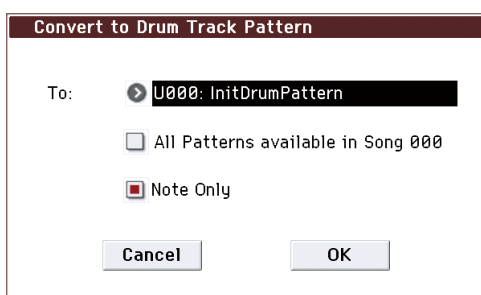 Convert to Drum Track Pattern
To: U000: InitDrumPattern
All Patterns available in Song 000
Note Only
Cancel OK